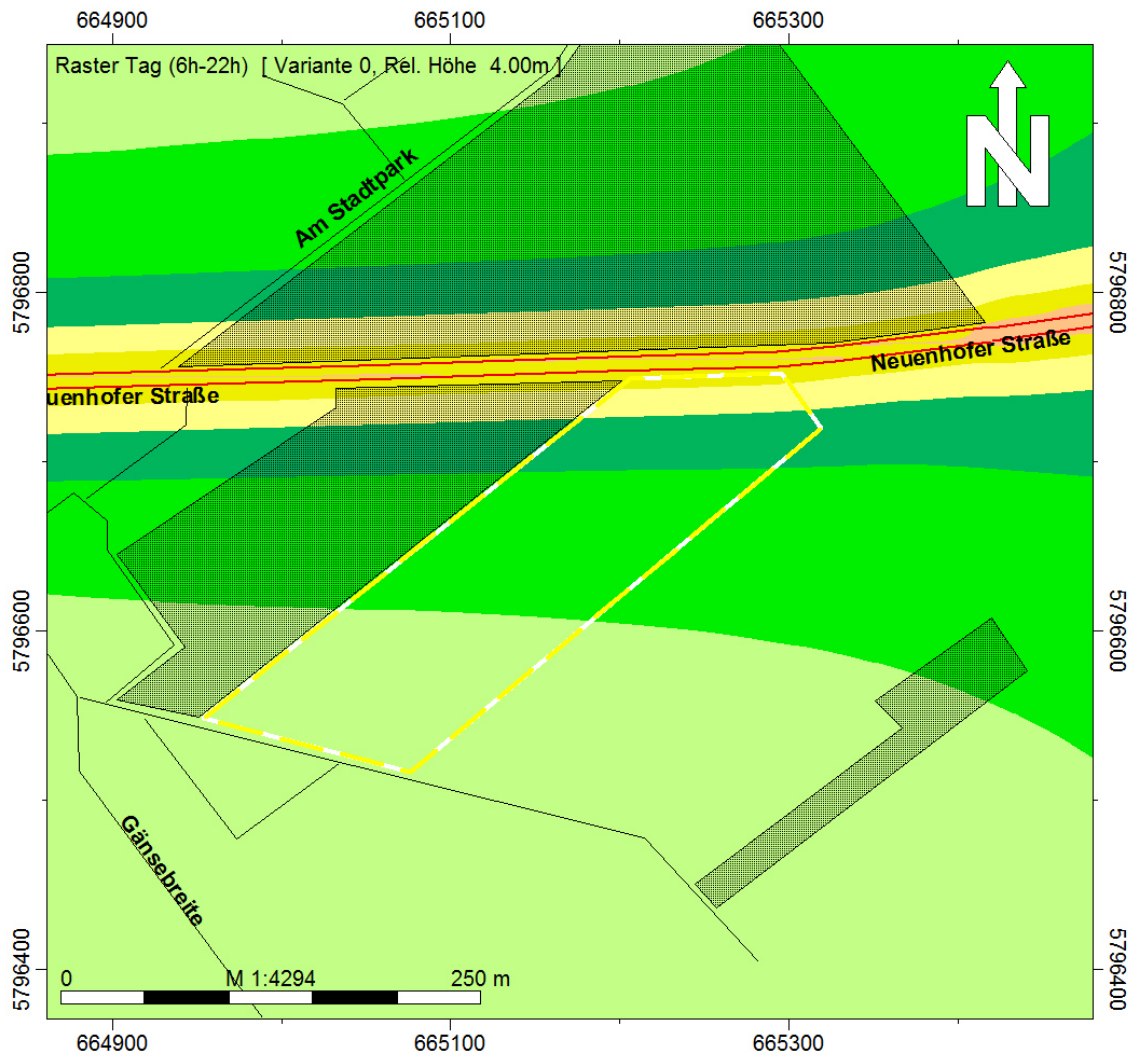 664900 665100 665300
Raster Tag (6h-22h) [ Variante 0, Rel. Höhe 4.00m ]
N
Am Stadtpark
5796800 5796800
Neuenhofer Straße
uenhofer Straße
5796600 5796600
Gänsebreite
0 M 1:4294 250 m
5796400 5796400
664900 665100 665300